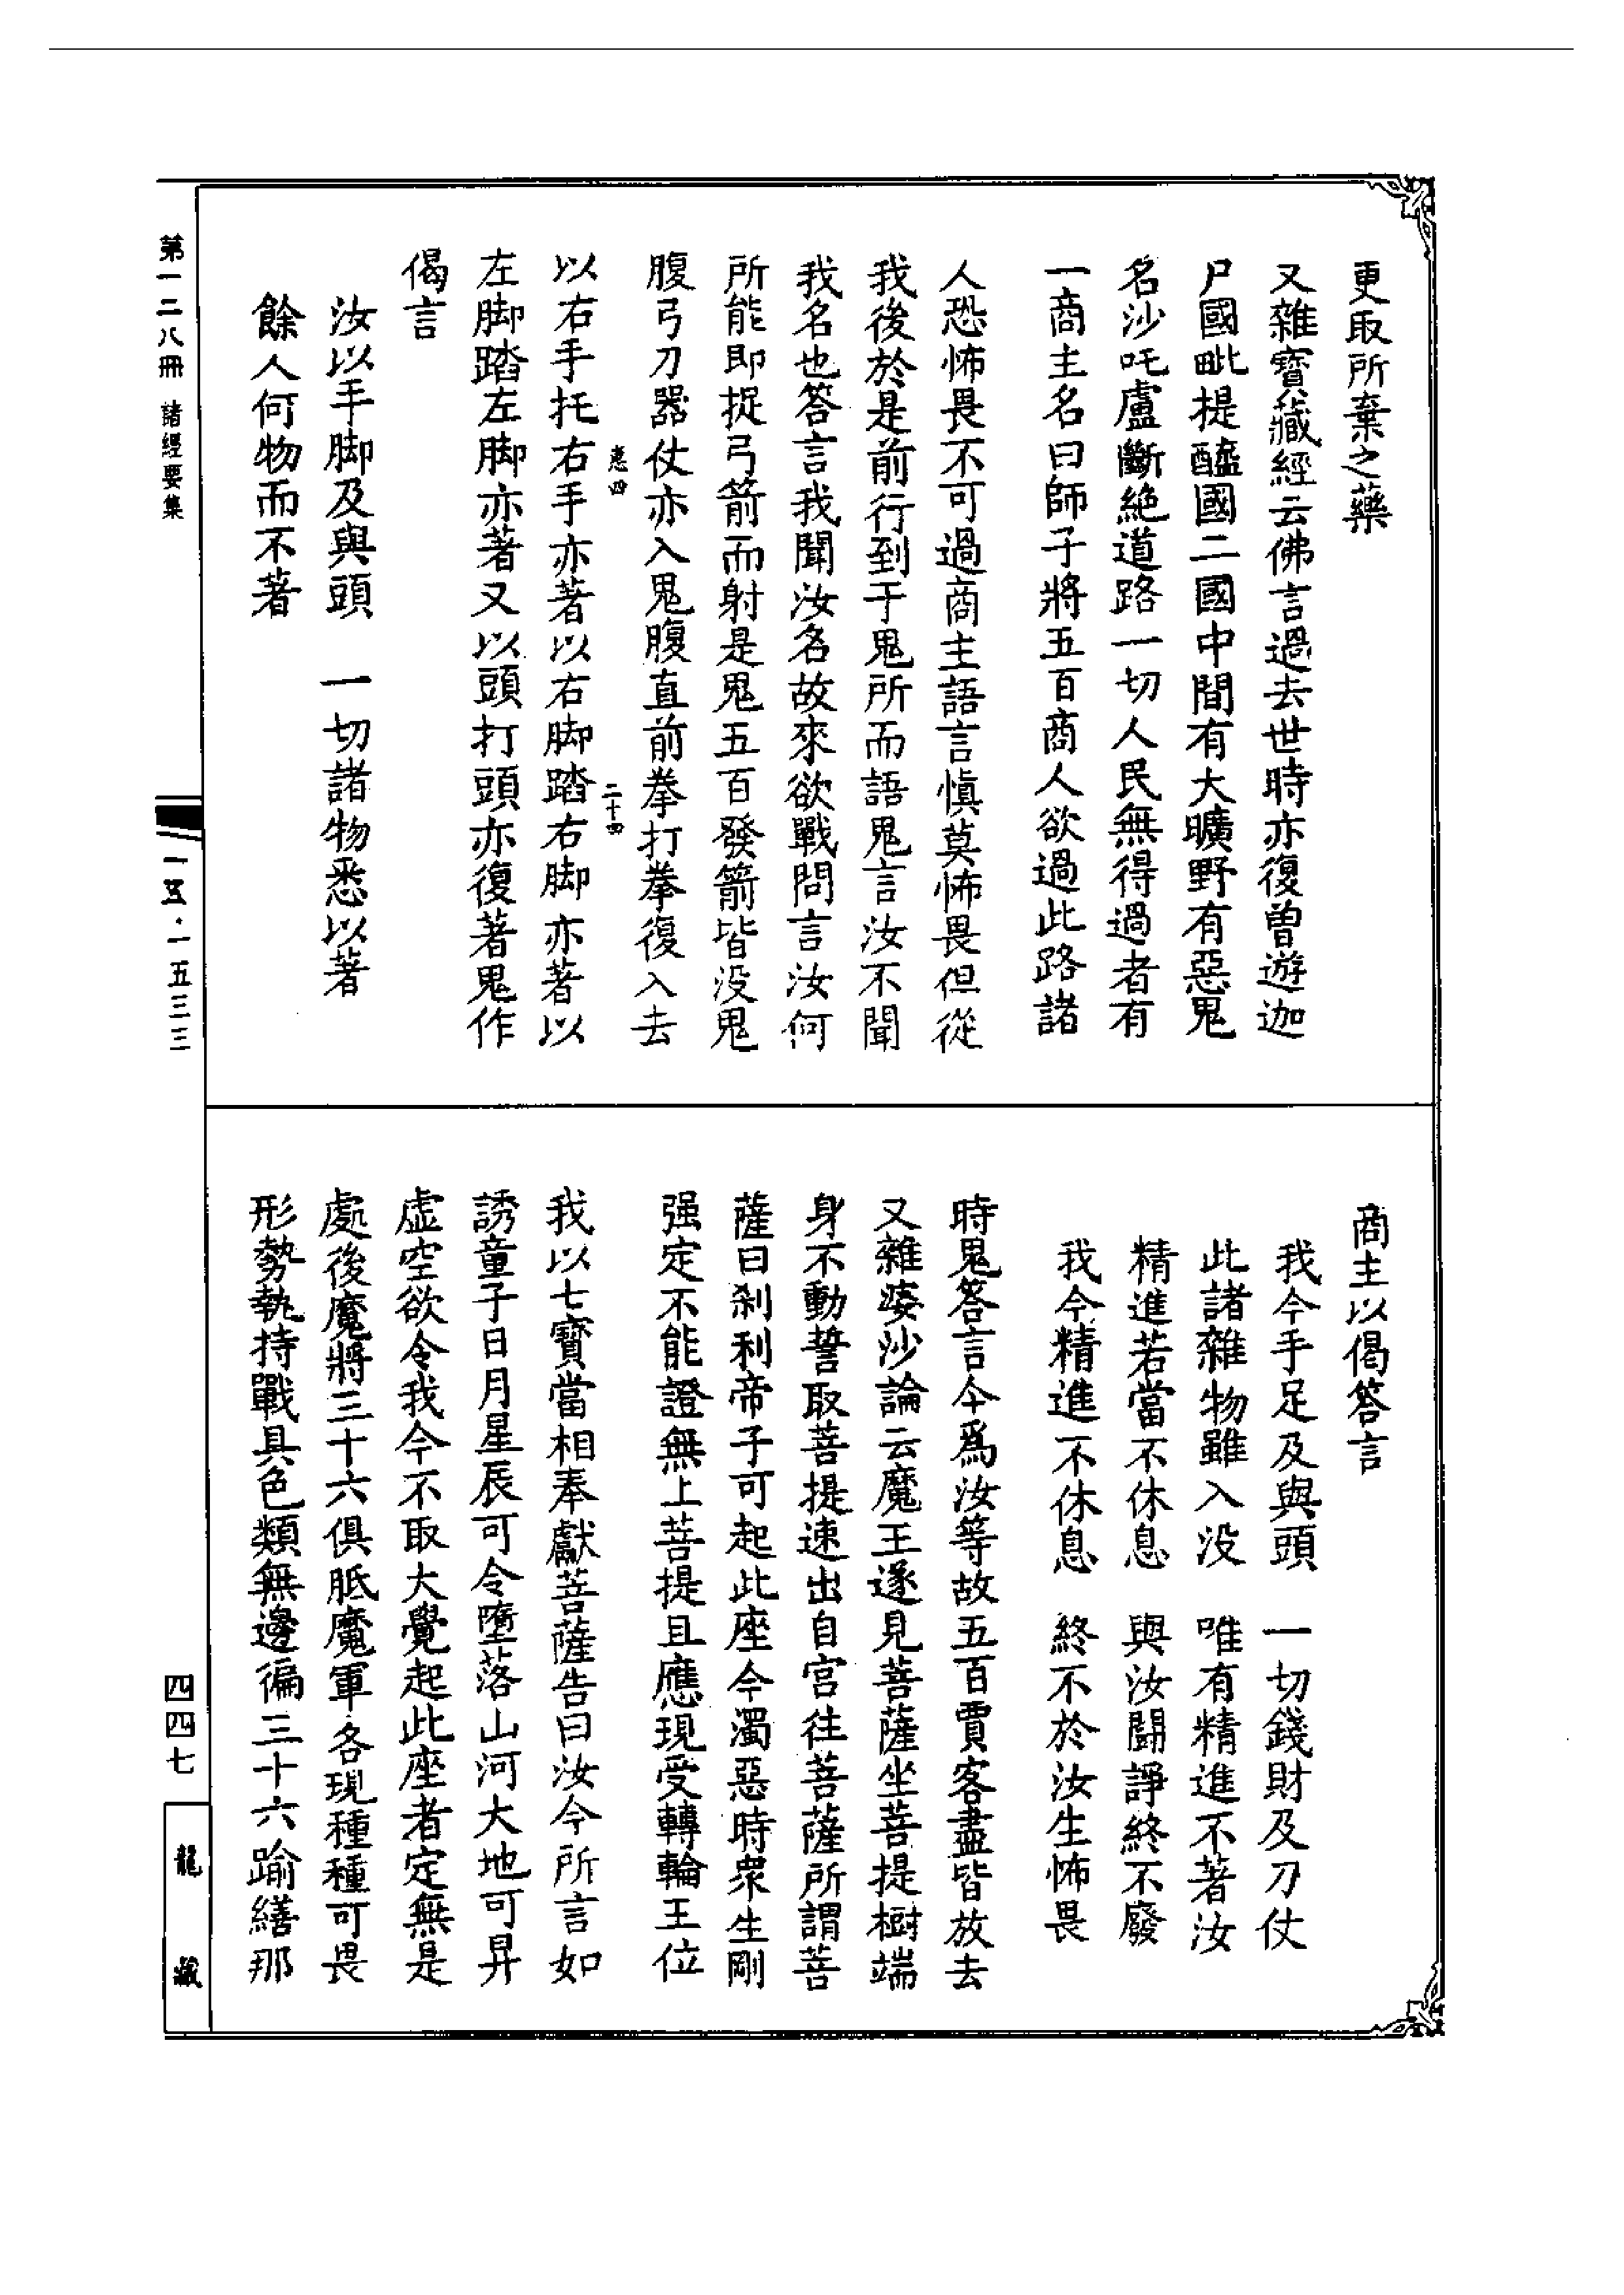 更取所棄之藥
又雜寶藏經云佛言過去世時亦復曾遊迦
尸國毗提醯國二國中間有大曠野有惡鬼
名沙吒盧斷絕道路一切人民無得過者有
一商主名曰師子將五百商人欲過此路諸
人恐怖畏不可過商主語言愼莫怖畏但從
我後於是前行到于鬼所而語鬼言汝不聞
我名也答言我聞汝名故來欲戰問言汝何
所能即捉弓箭而射是鬼五百發箭皆没鬼
腹弓刀器仗亦入鬼腹直前拳打拳復入去
應四 二十四
以右手托右手亦著以右脚踏右脚亦著以
左脚踏左脚亦著又以頭打頭亦復著鬼作
偈言
汝以手脚及與頭 一切諸物悉以著
餘人何物而不著
商主以偈答言
我今手足及與頭 一切錢財及刀仗
此諸雜物雖入没 唯有精進不著汝
精進若當不休息 與汝鬪諍終不廢
我今精進不休息 終不於汝生怖畏
時鬼答言今爲汝等故五百賈客盡皆放去
又雜婆沙論云魔王遂見菩薩坐菩提樹端
身不動誓取菩提速出自宫往菩薩所謂菩
薩曰刹利帝子可起此座今濁惡時衆生剛
强定不能證無上菩提且應現受轉輪王位
我以七寶當相奉獻菩薩告曰汝今所言如
誘童子日月星辰可令墮落山河大地可昇
虛空欲令我今不取大覺起此座者定無是
處後魔將三十六俱胝魔軍各現種種可畏
形勢執持戰具色類無邊徧三十六踰繕那
第一二八冊 諸經要集
一五·一五三三
四四七
龍藏